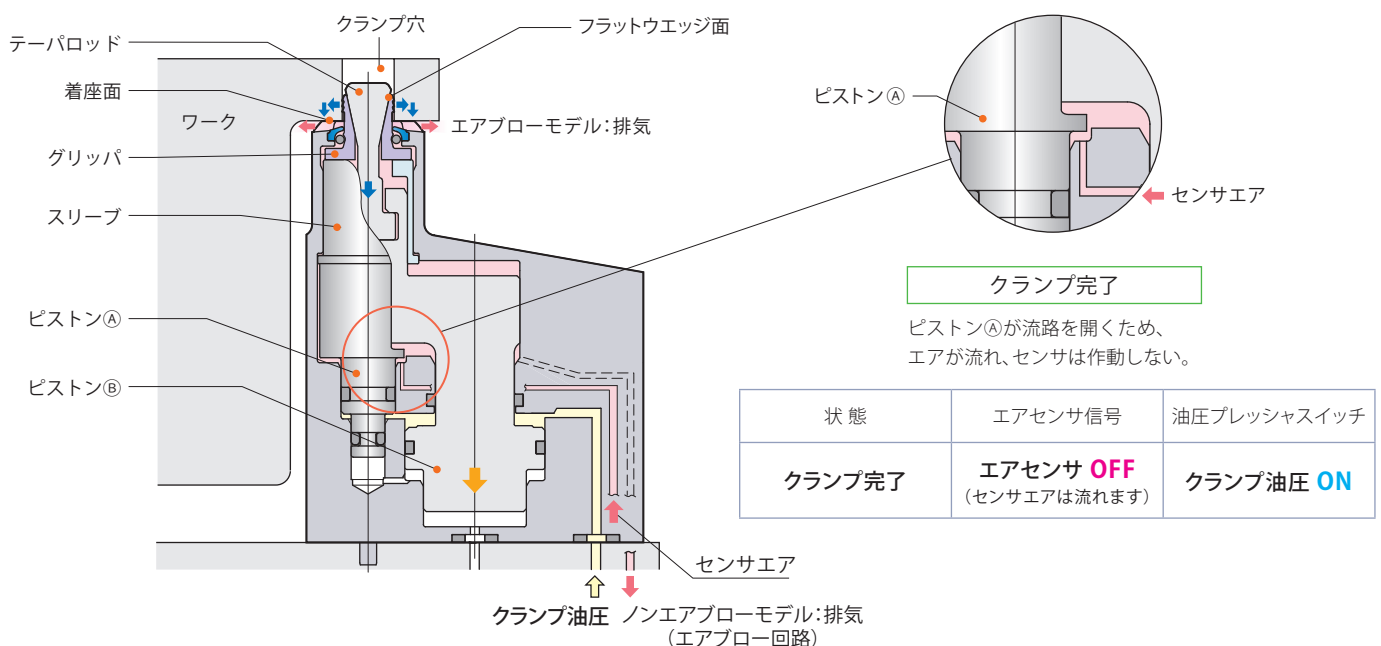 クランプ穴
フラットウエッジ面
テーパロッド
着座面
ワーク
エアブローモデル：排気
グリッパ
スリーブ
ピストンⒶ
ピストンⒷ
センサエア
クランプ油圧
ノンエアブローモデル：排気
（エアブロー回路）
ピストンⒶ
センサエア
クランプ完了
ピストンⒶが流路を開くため、
エアが流れ、センサは作動しない。
状 態 エアセンサ信号 油圧プレッシャスイッチ
クランプ完了 エアセンサ OFF クランプ油圧 ON
（センサエアは流れます）